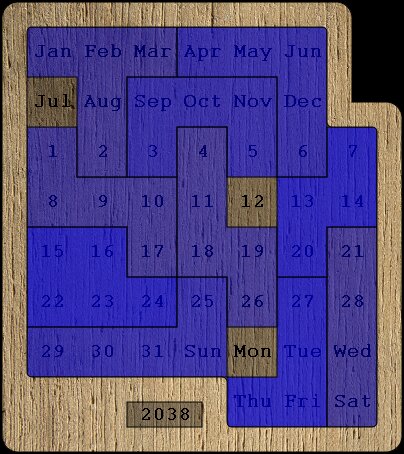 Jan Feb Mar Apr May Jun
Jul Aug Sep Oct Nov Dec
1 2 3 4 5 6 7
8 9 10 11 12 13 14
15 16 17 18 19 20 21
22 23 24 25 26 27 28
29 30 31 Sun Mon Tue Wed
Thu Fri Sat
2038